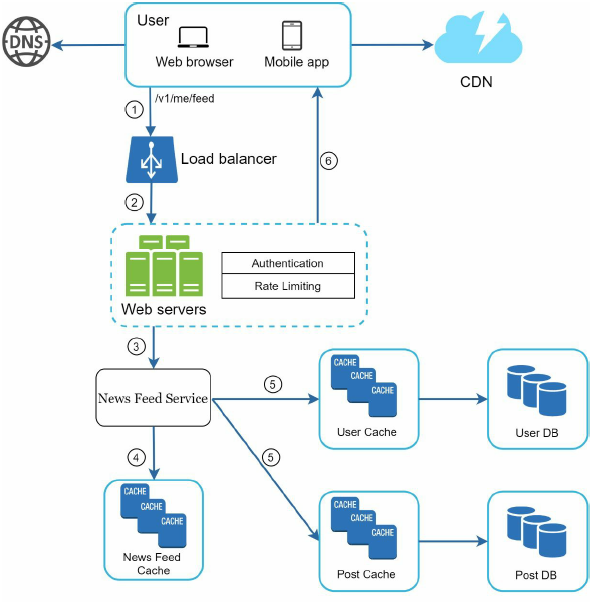 User
DNS
Web browser
Mobile app
CDN
1
/v1/me/feed
Load balancer
6
2
Authentication
Rate Limiting
Web servers
3
News Feed Service
5
CACHE
CACHE
CACHE
User Cache
User DB
4
5
CACHE
CACHE
CACHE
News Feed
Cache
CACHE
CACHE
CACHE
Post Cache
Post DB